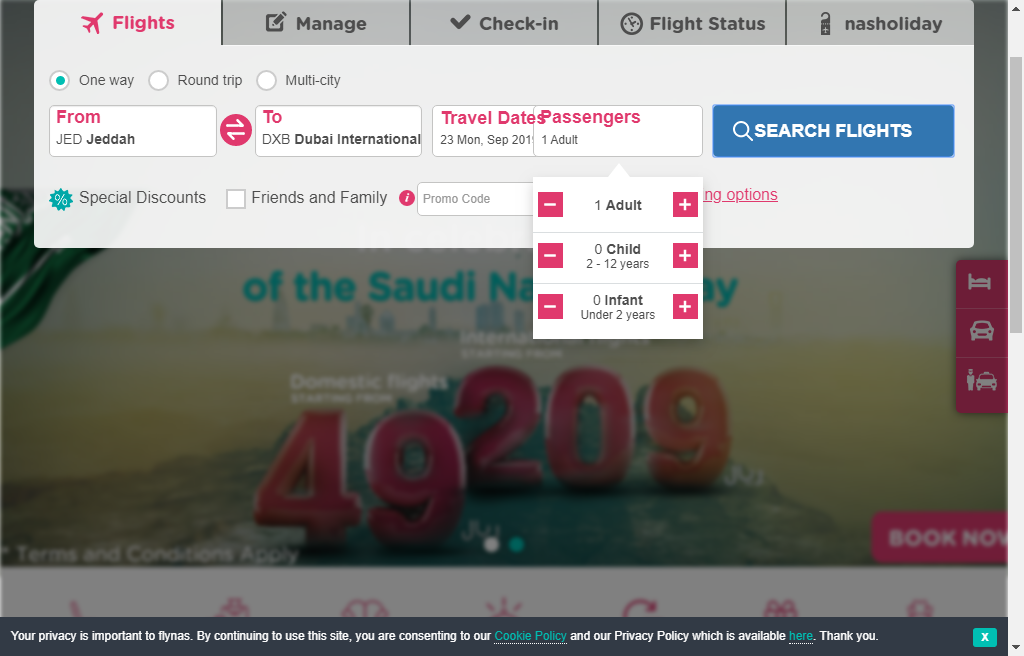 Flights
Manage
Check-in
Flight Status
nasholiday
One way
Round trip
Multi-city
From
To
Travel Dates
Passengers
JED Jeddah
DXB Dubai International
23 Mon, Sep 201
1 Adult
SEARCH FLIGHTS
Special Discounts
Friends and Family
Promo Code
ng options
1 Adult
0 Child
2 - 12 years
0 Infant
Under 2 years
of the Saudi Na ay
International flights
STARTING FROM
Domestic flights
STARTING FROM
49
209
ريال
ريال
BOOK NOW
* Terms and Conditions Apply
Your privacy is important to flynas. By continuing to use this site, you are consenting to our Cookie Policy and our Privacy Policy which is available here. Thank you.
X